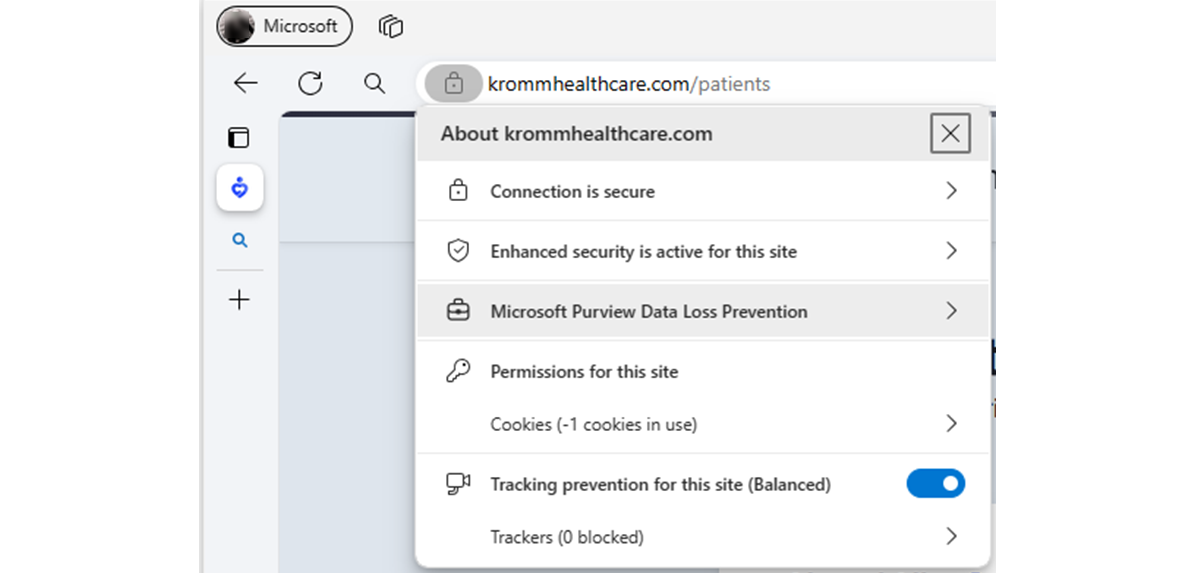 Microsoft
krommhealthcare.com/patients
About krommhealthcare.com
Connection is secure
Enhanced security is active for this site
Microsoft Purview Data Loss Prevention
Permissions for this site
Cookies (-1 cookies in use)
Tracking prevention for this site (Balanced)
Trackers (0 blocked)